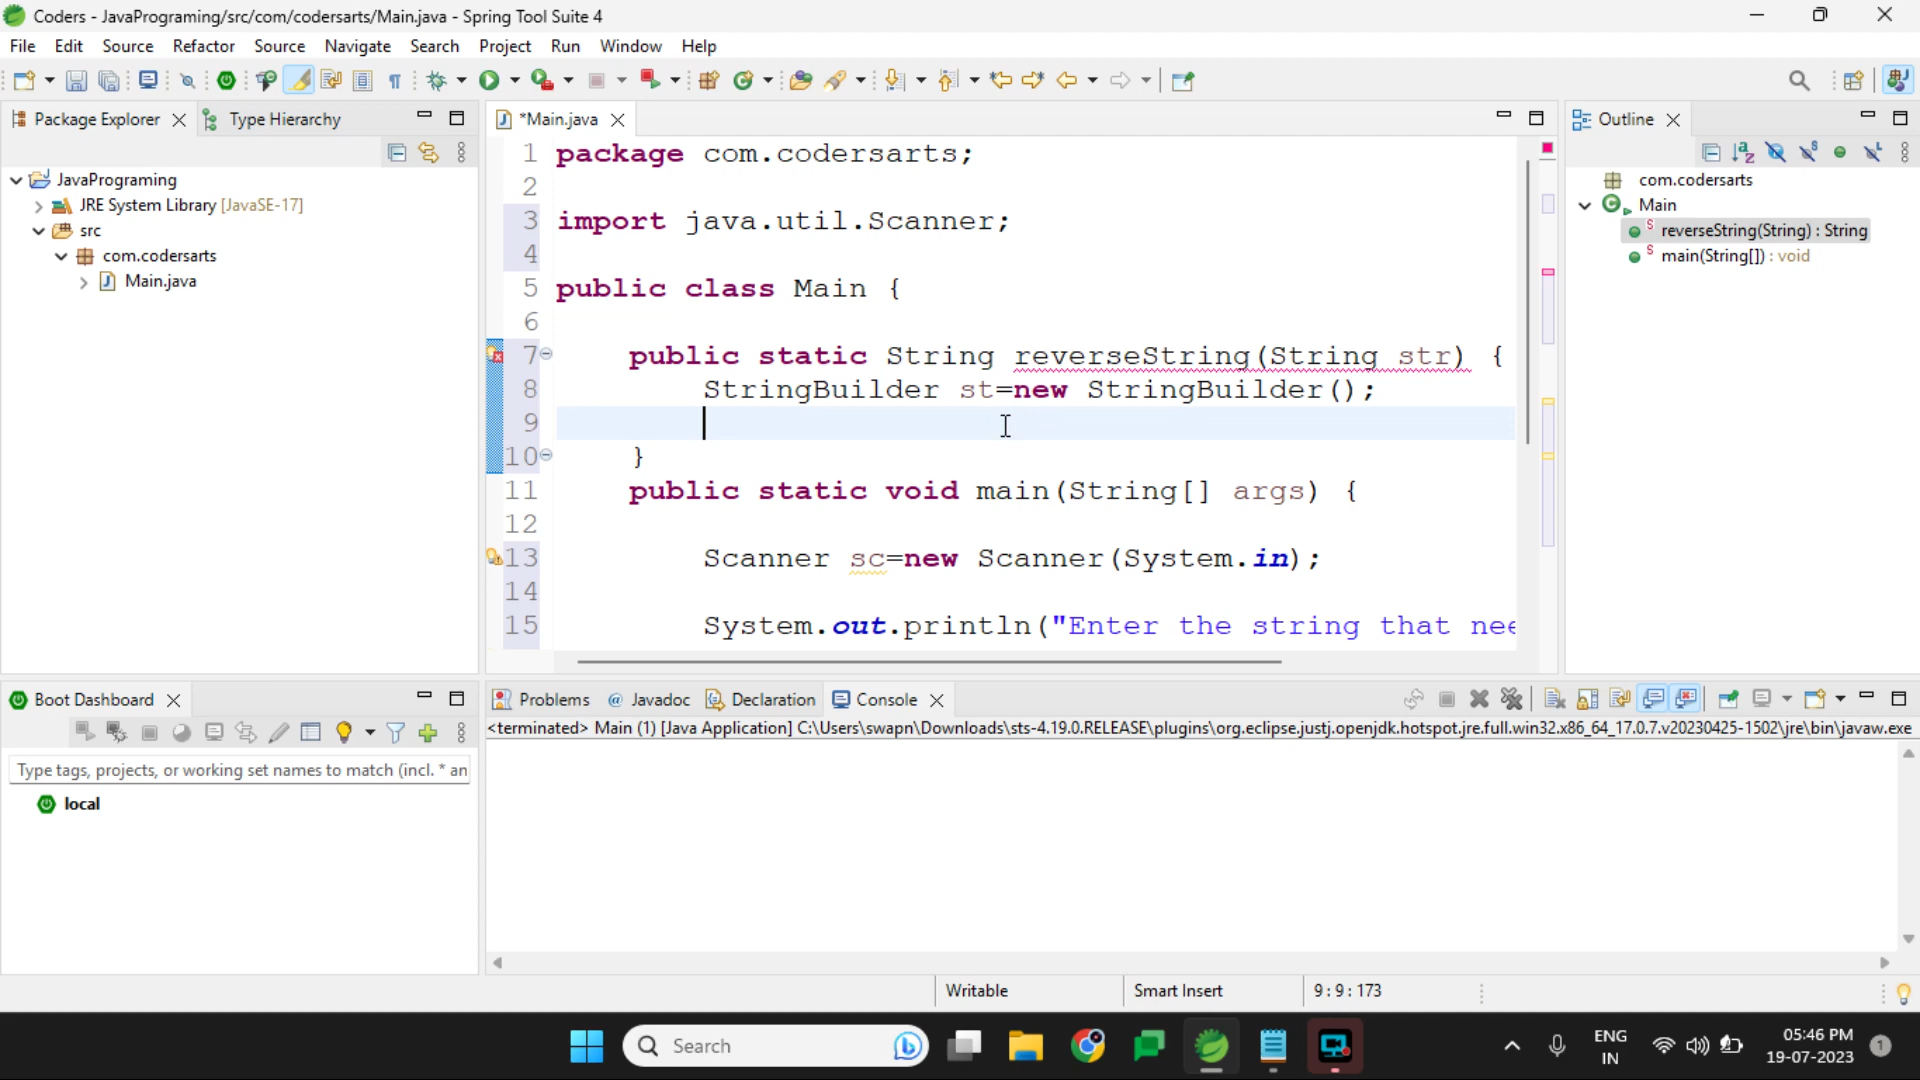 Coders - JavaPrograming/src/com/codersarts/Main.java - Spring Tool Suite 4
File Edit Source Refactor Source Navigate Search Project Run Window Help
Package Explorer
Type Hierarchy
JavaPrograming
JRE System Library [JavaSE-17]
src
com.codersarts
Main.java
*Main.java
1 package com.codersarts;
2
3 import java.util.Scanner;
4
5 public class Main {
6
7 public static String reverseString(String str) {
8 StringBuilder st=new StringBuilder();
9
10 }
11 public static void main(String[] args) {
12
13 Scanner sc=new Scanner(System.in);
14
15 System.out.println("Enter the string that nee
Outline
com.codersarts
Main
reverseString(String) : String
main(String[]) : void
Boot Dashboard
Type tags, projects, or working set names to match (incl. * an
local
Problems
Javadoc
Declaration
Console
<terminated> Main (1) [Java Application] C:\Users\swapn\Downloads\sts-4.19.0.RELEASE\plugins\org.eclipse.justj.openjdk.hotspot.jre.full.win32.x86_64_17.0.7.v20230425-1502\jre\bin\javaw.exe
Writable
Smart Insert
9 : 9 : 173
Search
ENG
IN
05:46 PM
19-07-2023
1